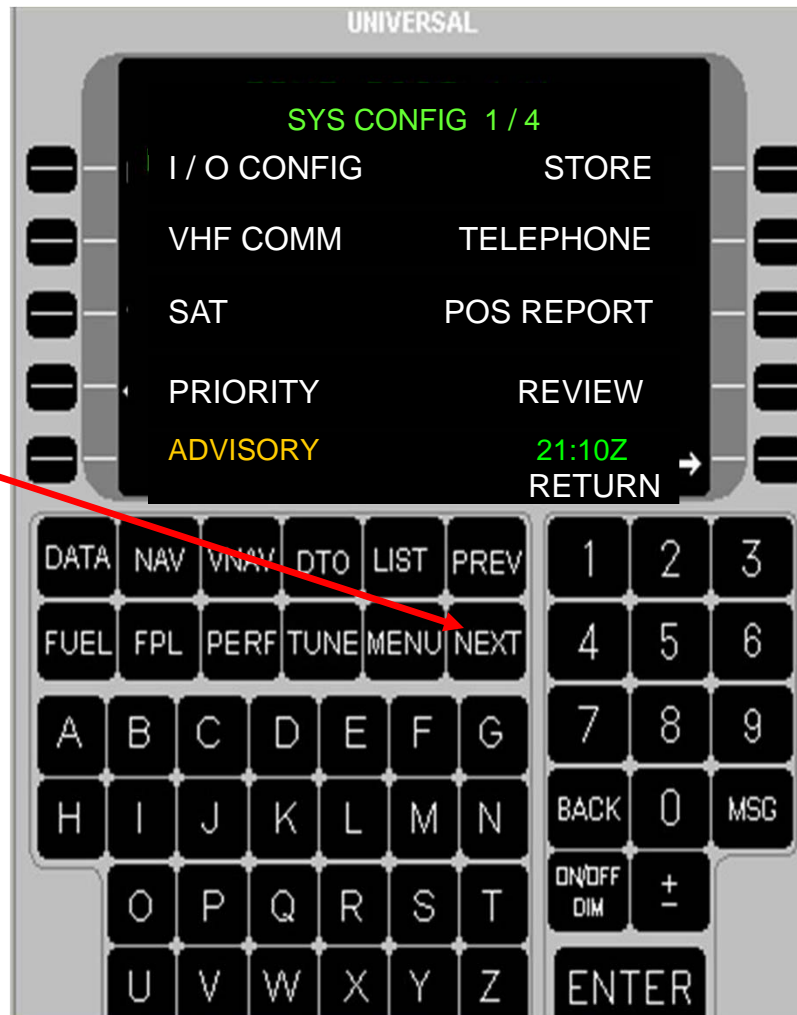 UNIVERSAL
SYS CONFIG 1 / 4
I / O CONFIG STORE
VHF COMM TELEPHONE
SAT POS REPORT
PRIORITY REVIEW
ADVISORY 21:10Z
RETURN
DATA NAV VNAV DTO LIST PREV 1 2 3
FUEL FPL PERF TUNE MENU NEXT 4 5 6
A B C D E F G 7 8 9
H I J K L M N BACK 0 MSG
O P Q R S T ON/OFF DIM ±
U V W X Y Z ENTER